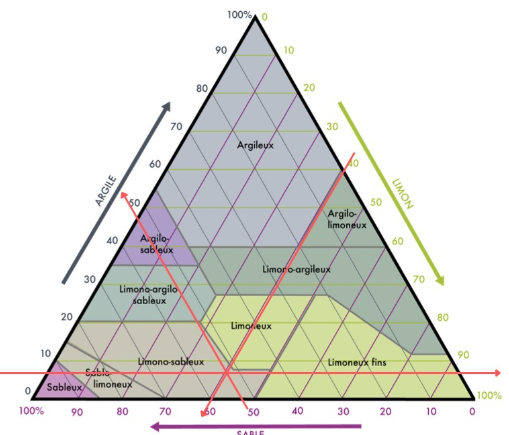 100% 0
90 10
80 20
70 30
Argileux
60 40
ARGILE
LIMON
50 50
Argilo-
limoneux
40 60
Argilo-
sableux
Limono-argileux
30 70
Limono-argilo
sableux
20 80
Limoneux
10 90
Sablo
Limono-sableux
Limoneux fins
Sableux
limoneux
0 100%
100% 90 80 70 60 50 40 30 20 10 0
SABLE